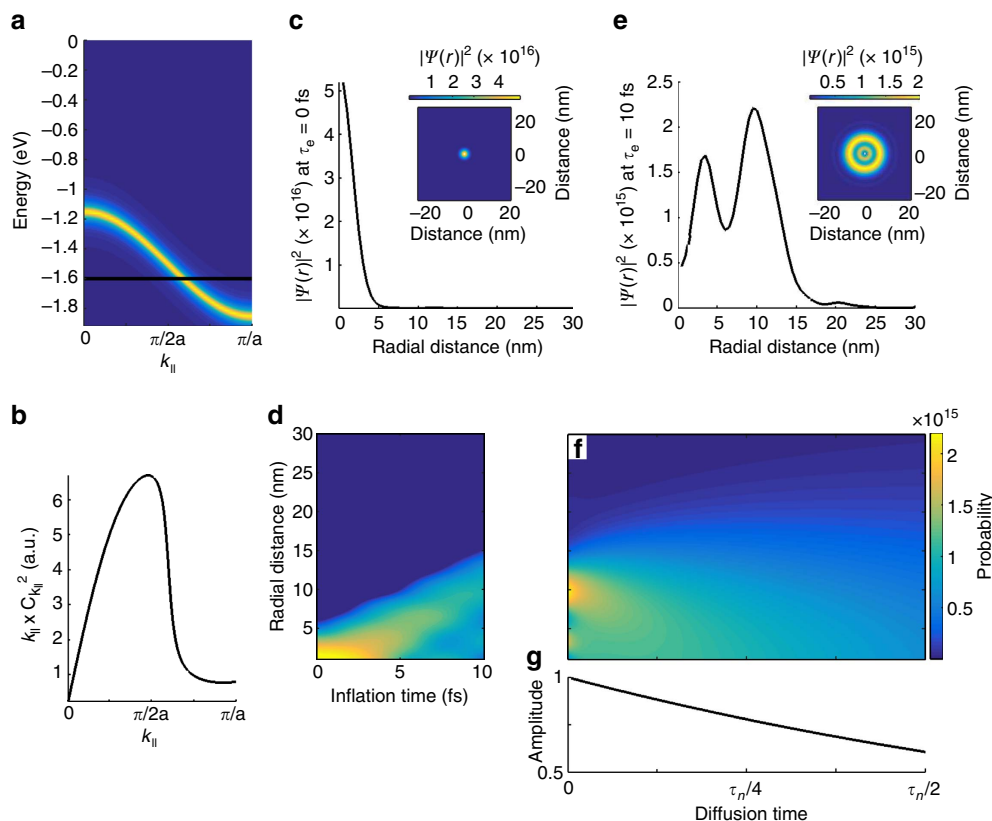 a
0
−0.2
−0.4
−0.6
−0.8
−1
−1.2
−1.4
−1.6
−1.8
Energy (eV)
0
π/2a
π/a
k||
b
6
5
4
3
2
1
k|| x Ck||2 (a.u.)
0
π/2a
π/a
k||
c
|Ψ(r)|2 (× 1016)
1 2 3 4
5
4
3
2
1
|Ψ(r)|2 (× 1016) at τe = 0 fs
20
0
−20
Distance (nm)
−20 0 20
Distance (nm)
0 5 10 15 20 25 30
Radial distance (nm)
d
30
25
20
15
10
5
Radial distance (nm)
0 5 10
Inflation time (fs)
e
|Ψ(r)|2 (× 1015)
0.5 1 1.5 2
2.5
2
1.5
1
0.5
0
|Ψ(r)|2 (× 1015) at τe = 10 fs
20
0
−20
Distance (nm)
−20 0 20
Distance (nm)
0 5 10 15 20 25 30
Radial distance (nm)
f
×1015
2
1.5
1
0.5
Probability
g
1
0.5
Amplitude
0
τn/4
τn/2
Diffusion time